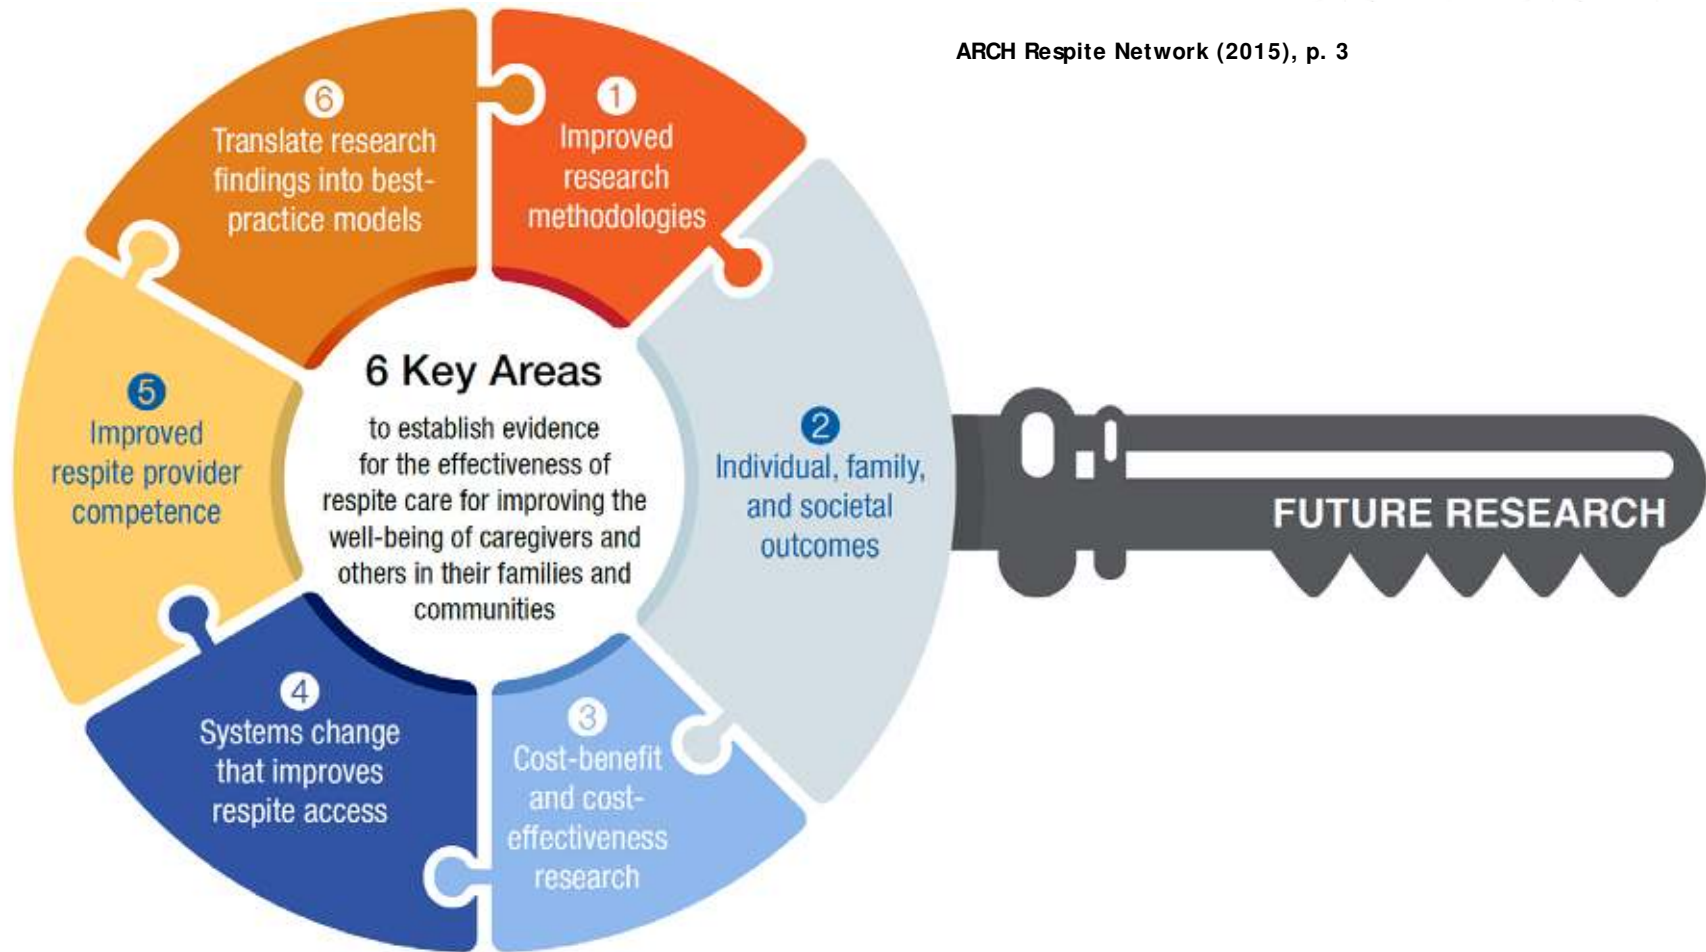 ARCH Respite Network (2015), p. 3
1
Improved
research
methodologies
2
Individual, family,
and societal
outcomes
3
Cost-benefit
and cost-
effectiveness
research
4
Systems change
that improves
respite access
5
Improved
respite provider
competence
6
Translate research
findings into best-
practice models
6 Key Areas
to establish evidence
for the effectiveness of
respite care for improving the
well-being of caregivers and
others in their families and
communities
FUTURE RESEARCH